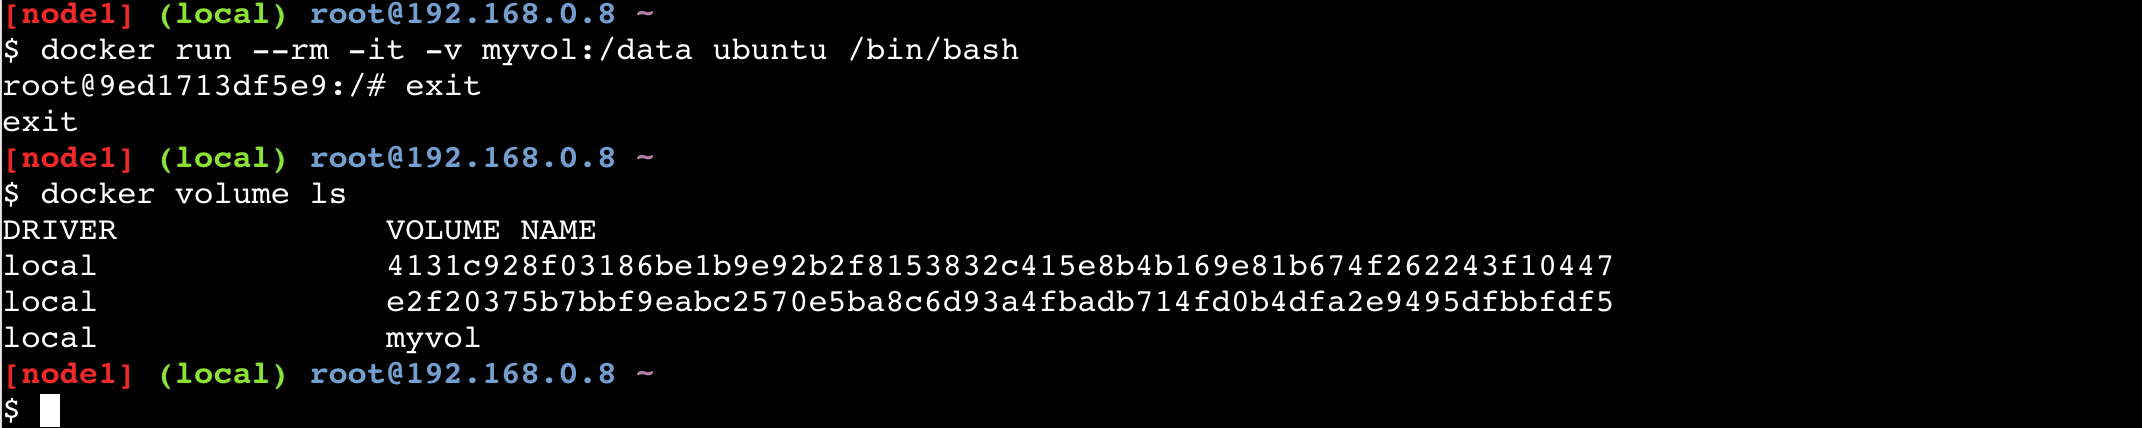 [node1] (local) root@192.168.0.8 ~
$ docker run --rm -it -v myvol:/data ubuntu /bin/bash
root@9ed1713df5e9:/# exit
exit
[node1] (local) root@192.168.0.8 ~
$ docker volume ls
DRIVER              VOLUME NAME
local               4131c928f03186be1b9e92b2f8153832c415e8b4b169e81b674f262243f10447
local               e2f20375b7bbf9eabc2570e5ba8c6d93a4fbadb714fd0b4dfa2e9495dfbbfdf5
local               myvol
[node1] (local) root@192.168.0.8 ~
$